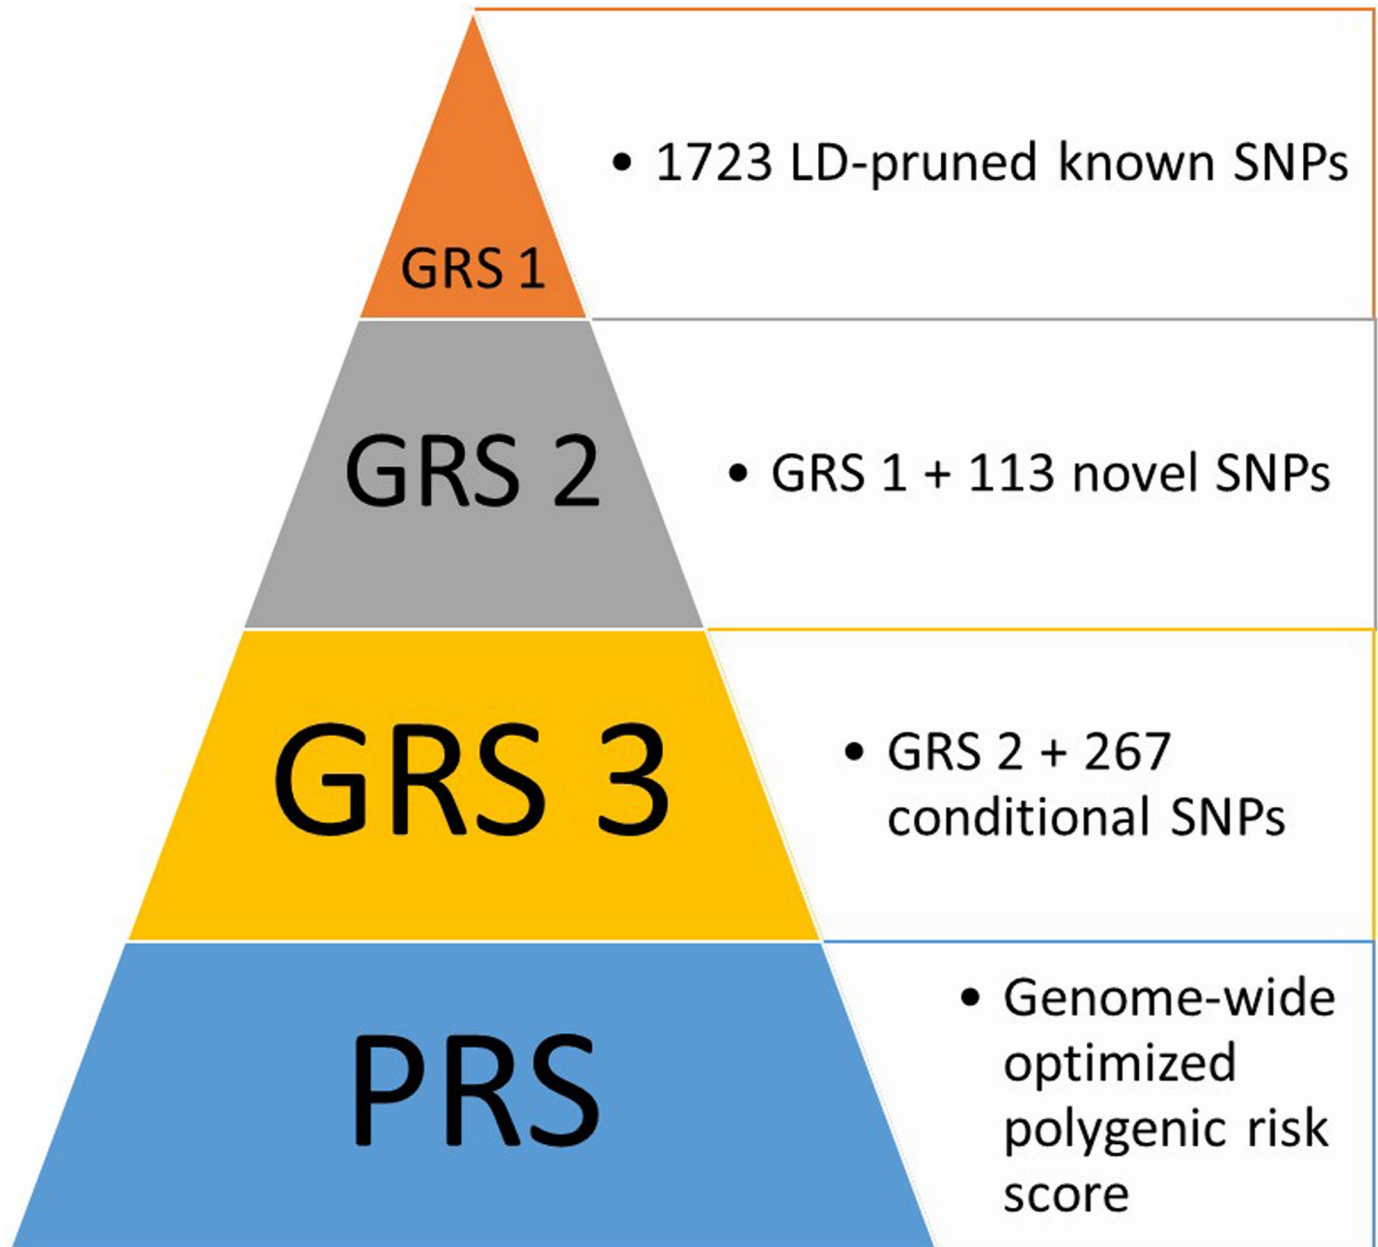 • 1723 LD-pruned known SNPs
GRS 1
GRS 2
• GRS 1 + 113 novel SNPs
GRS 3
• GRS 2 + 267
conditional SNPs
PRS
• Genome-wide
optimized
polygenic risk
score